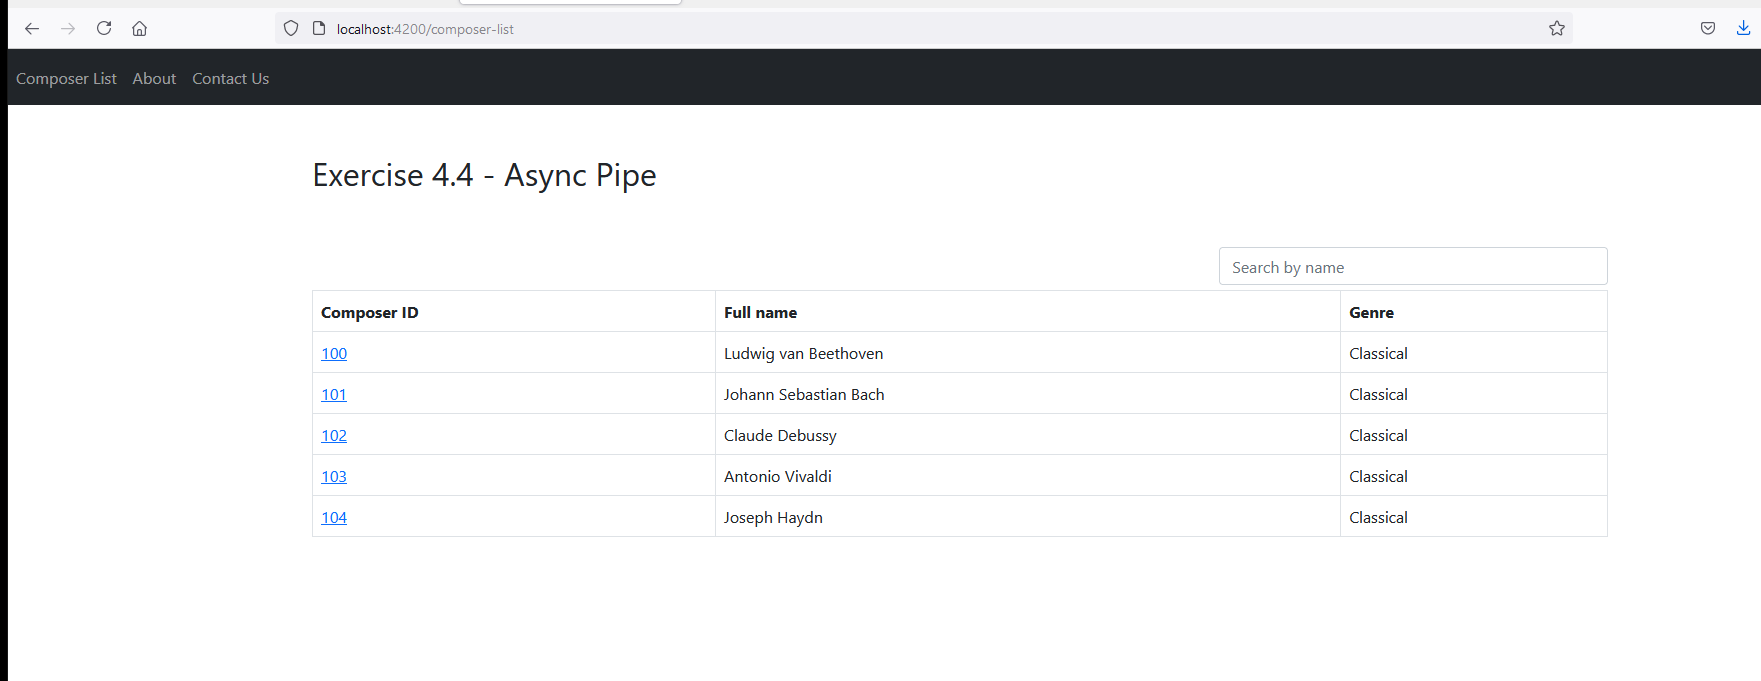 localhost:4200/composer-list
Composer List About Contact Us
Exercise 4.4 - Async Pipe
Search by name
Composer ID Full name Genre
100 Ludwig van Beethoven Classical
101 Johann Sebastian Bach Classical
102 Claude Debussy Classical
103 Antonio Vivaldi Classical
104 Joseph Haydn Classical